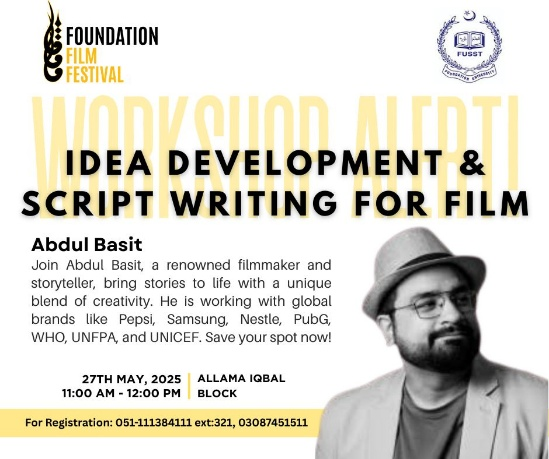 FOUNDATION
FILM
FESTIVAL
FUSST
FOUNDATION UNIVERSITY
WORKSHOP ALERT!
IDEA DEVELOPMENT &
SCRIPT WRITING FOR FILM
Abdul Basit
Join Abdul Basit, a renowned filmmaker and
storyteller, bring stories to life with a unique
blend of creativity. He is working with global
brands like Pepsi, Samsung, Nestle, PubG,
WHO, UNFPA, and UNICEF. Save your spot now!
27TH MAY, 2025
11:00 AM - 12:00 PM
ALLAMA IQBAL
BLOCK
For Registration: 051-111384111 ext:321, 03087451511